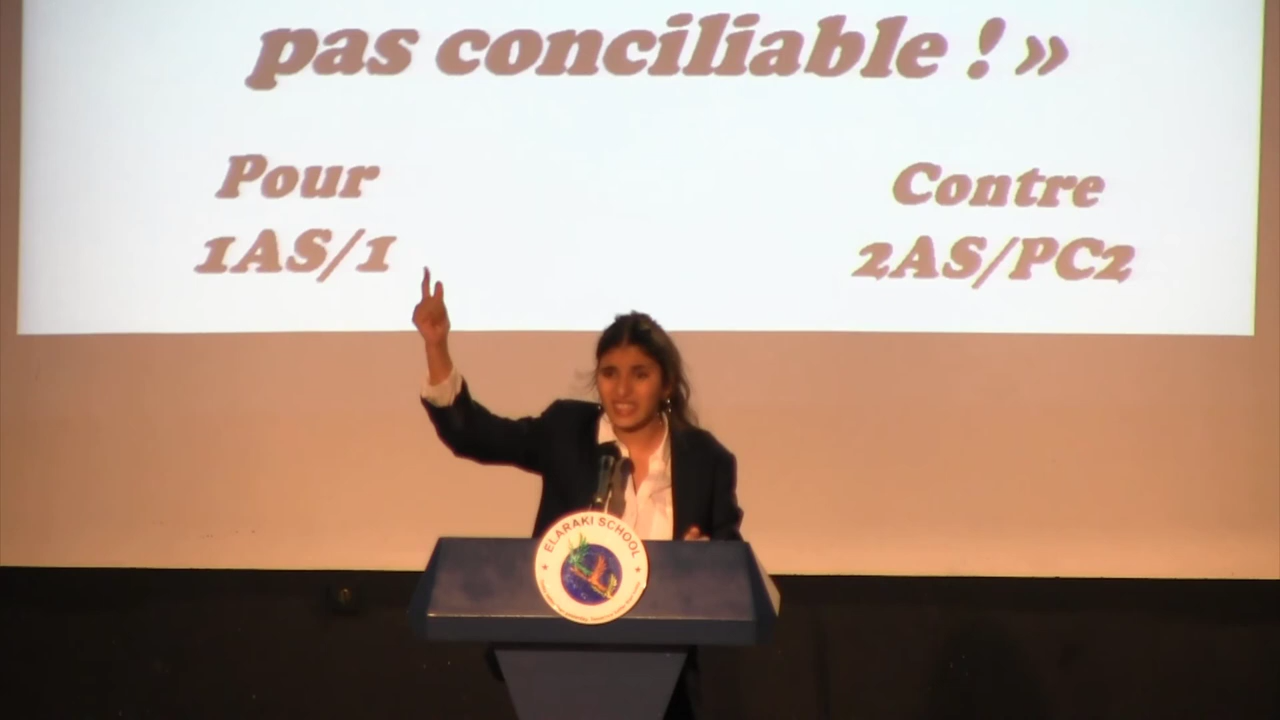 pas conciliable ! »
Pour
Contre
1AS/1
2AS/PC2
ELARAKI SCHOOL